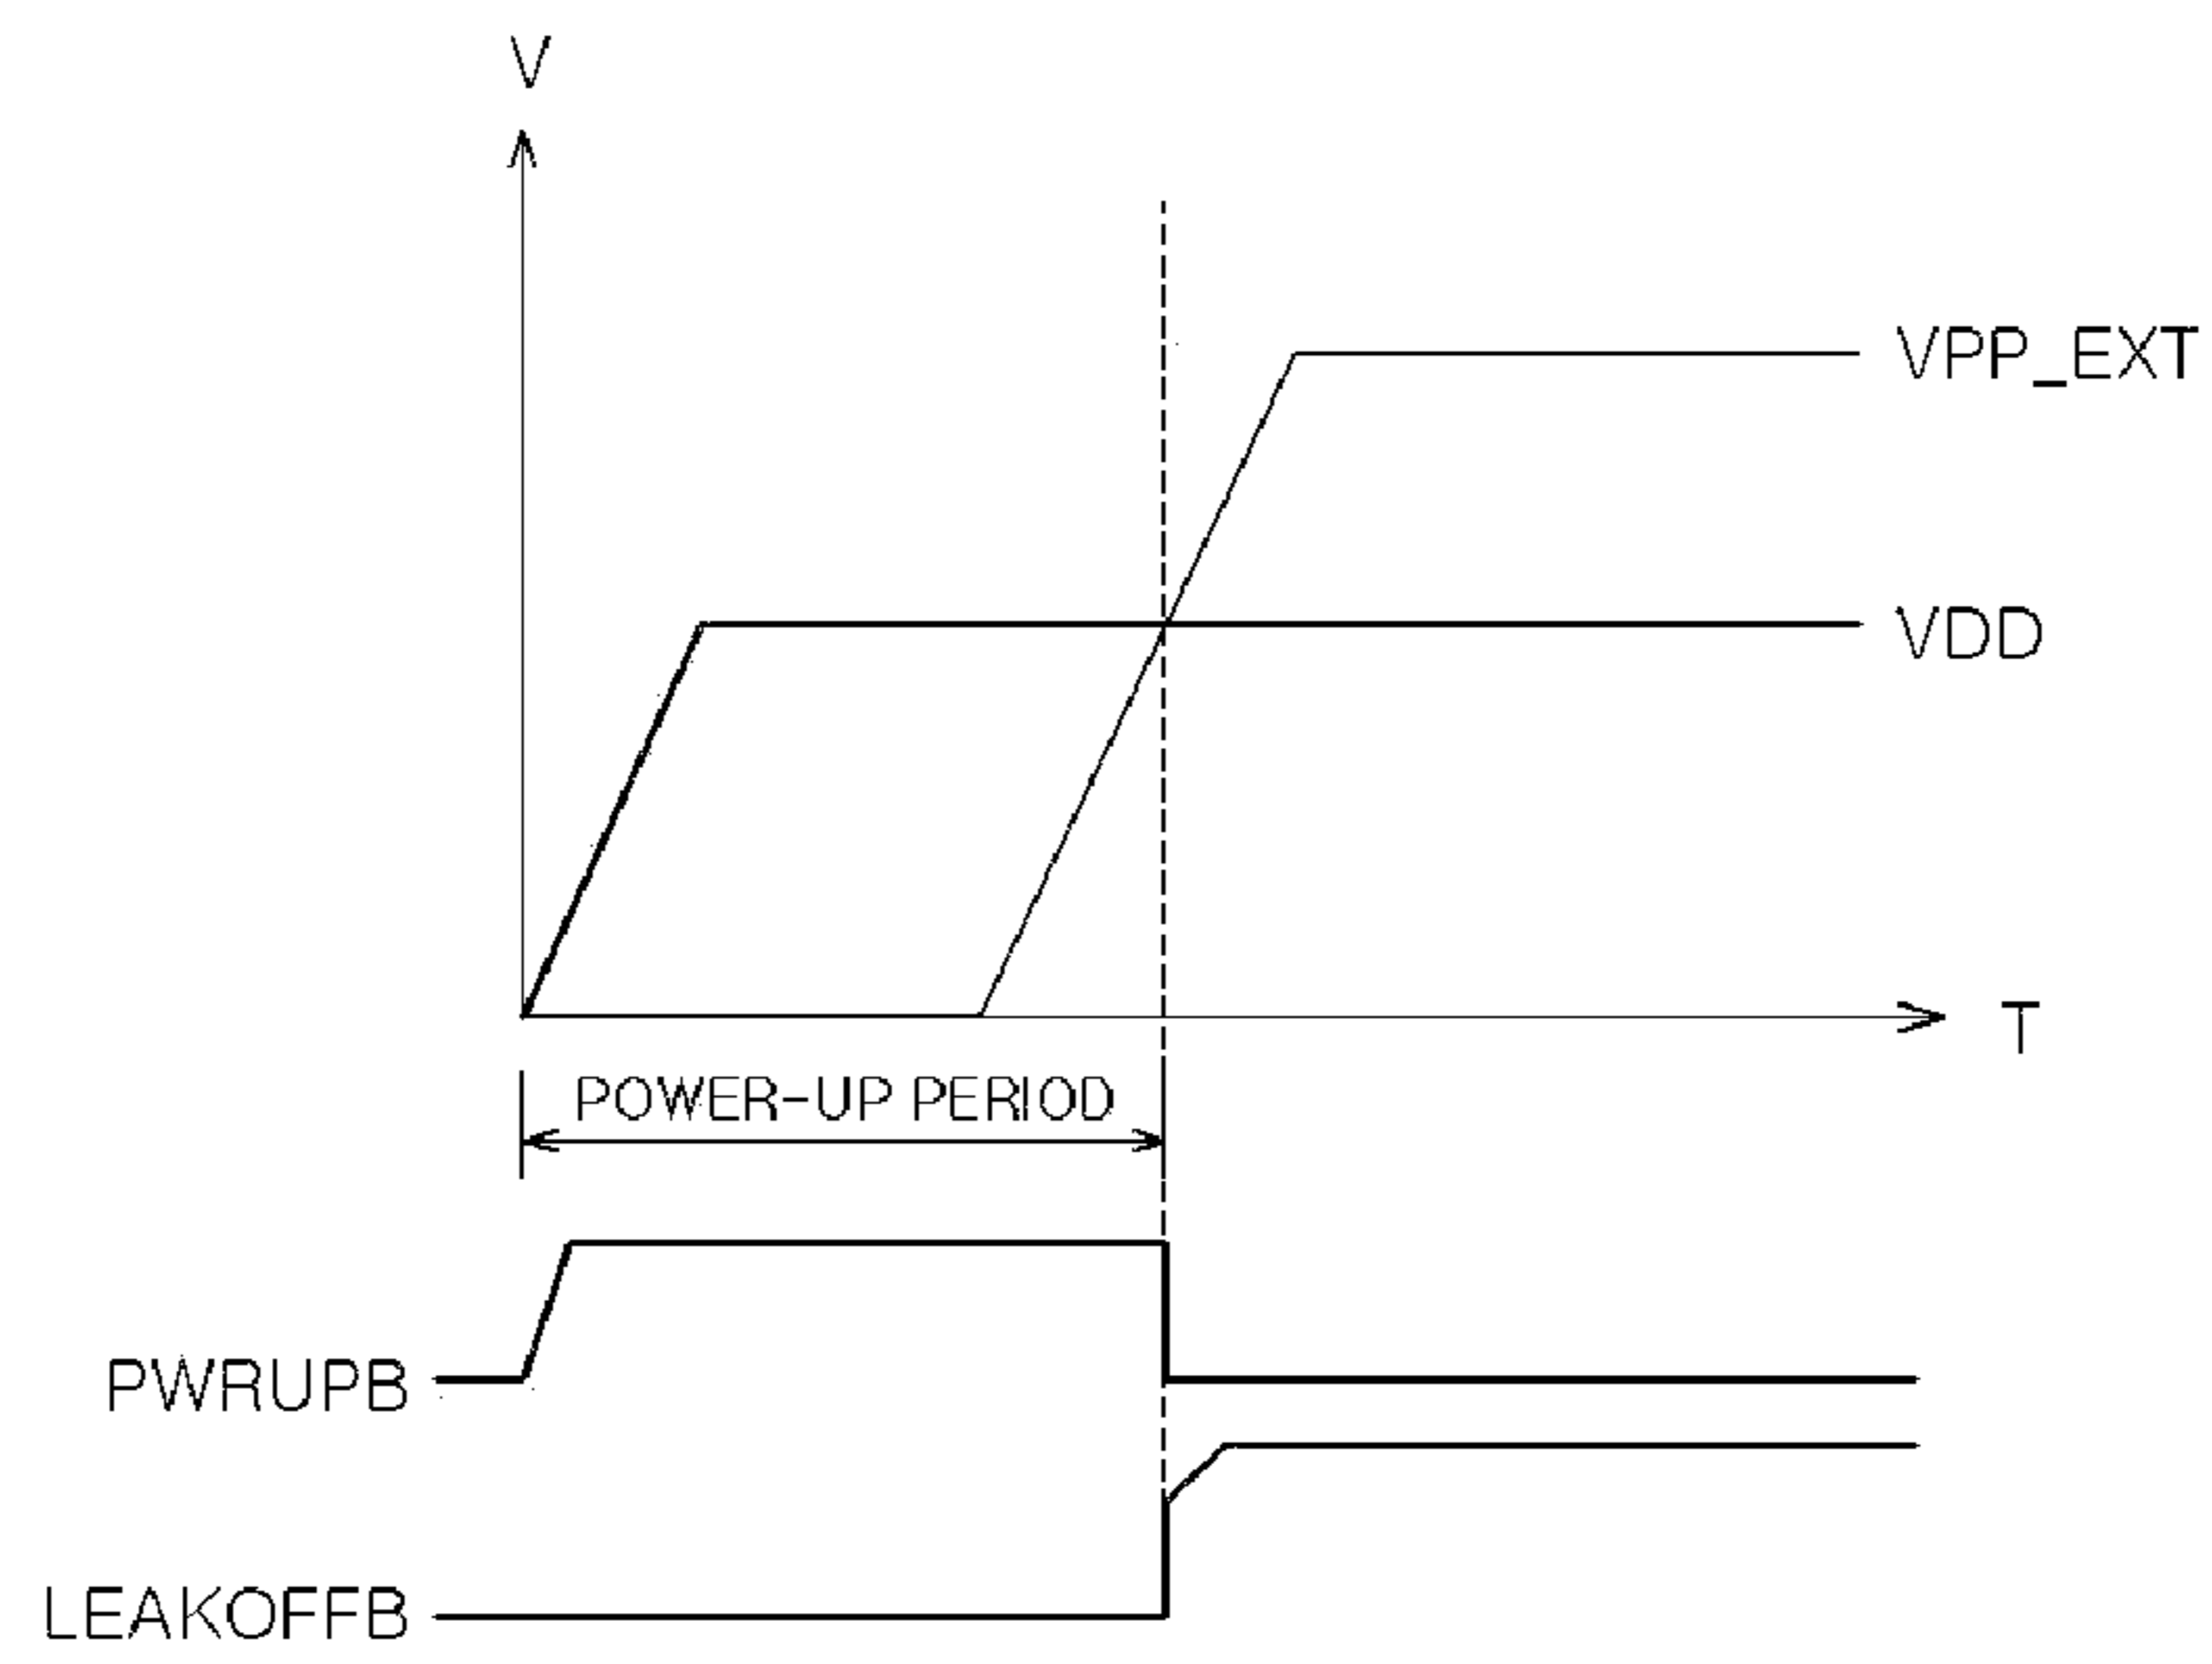 V
VPP_EXT
VDD
T
POWER-UP PERIOD
PWRUPB
LEAKOFFB